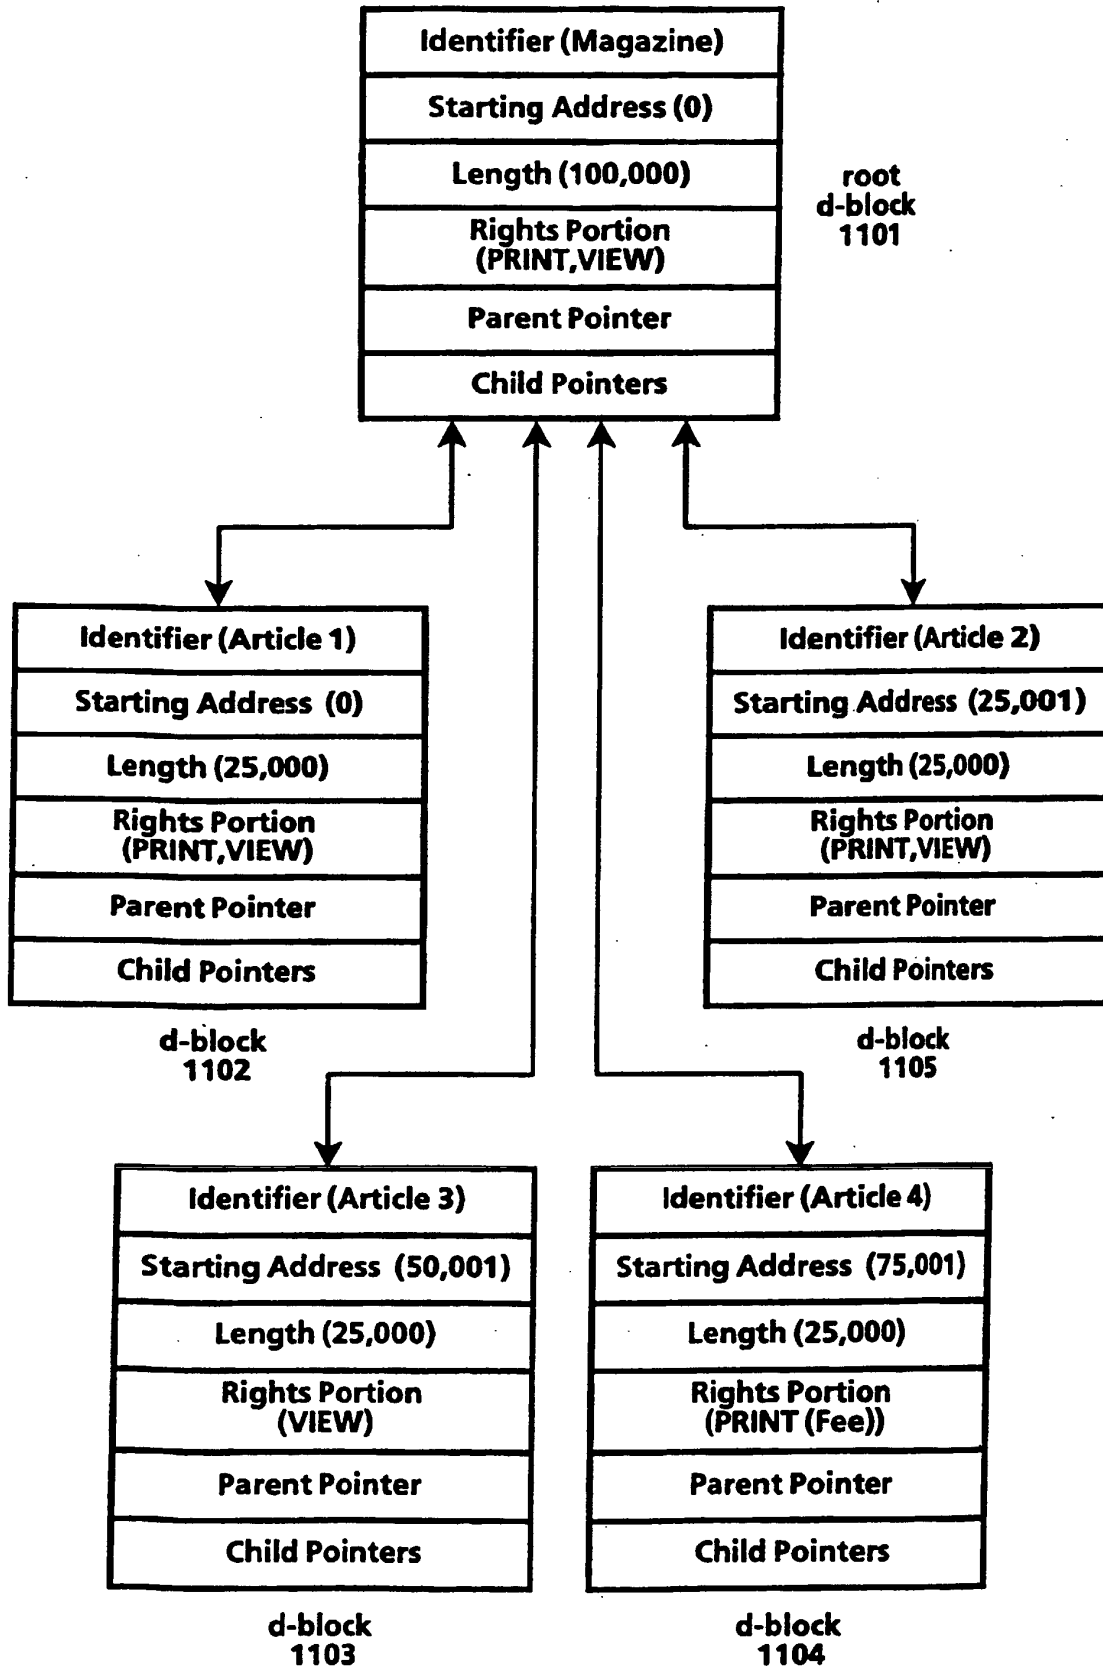 Identifier (Magazine)
Starting Address (0)
Length (100,000)
Rights Portion
(PRINT,VIEW)
Parent Pointer
Child Pointers
root
d-block
1101
Identifier (Article 1)
Starting Address (0)
Length (25,000)
Rights Portion
(PRINT,VIEW)
Parent Pointer
Child Pointers
d-block
1102
Identifier (Article 2)
Starting Address (25,001)
Length (25,000)
Rights Portion
(PRINT,VIEW)
Parent Pointer
Child Pointers
d-block
1105
Identifier (Article 3)
Starting Address (50,001)
Length (25,000)
Rights Portion
(VIEW)
Parent Pointer
Child Pointers
d-block
1103
Identifier (Article 4)
Starting Address (75,001)
Length (25,000)
Rights Portion
(PRINT (Fee))
Parent Pointer
Child Pointers
d-block
1104